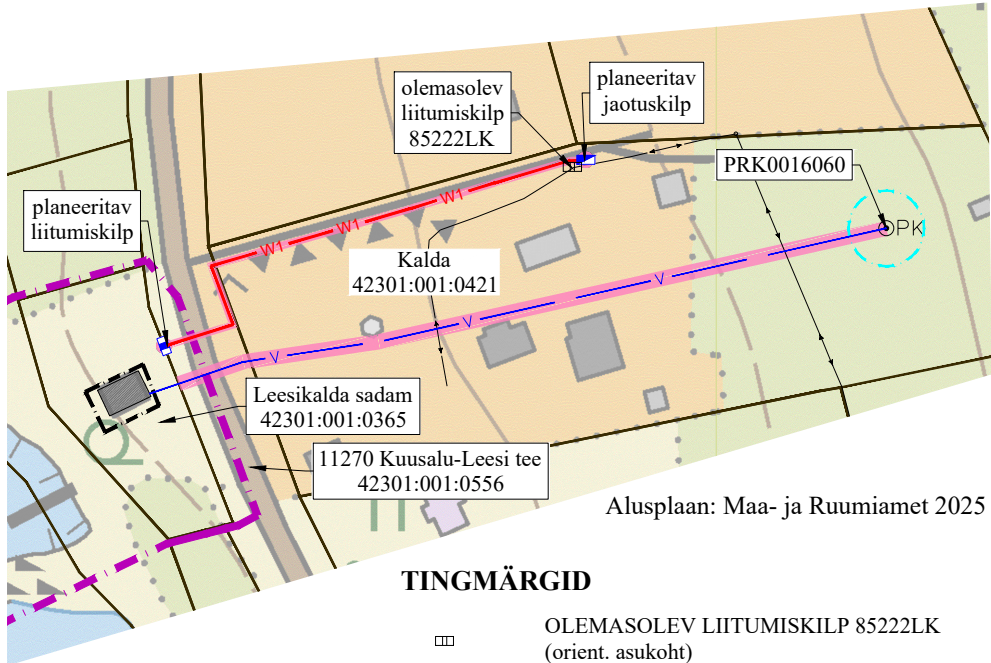 olemasolev
liitumiskilp
85222LK
planeeritav
jaotuskilp
PRK0016060
PK
planeeritav
liitumiskilp
W1
W1
W1
Kalda
42301:001:0421
V
V
V
Leesikalda sadam
42301:001:0365
11270 Kuusalu-Leesi tee
42301:001:0556
Alusplaan: Maa- ja Ruumiamet 2025
TINGMÄRGID
OLEMASOLEV LIITUMISKILP 85222LK
(orient. asukoht)